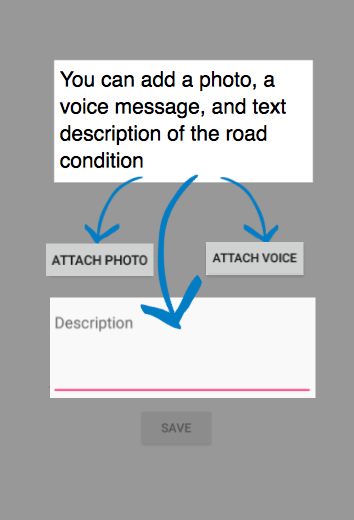 You can add a photo, a
voice message, and text
description of the road
condition
ATTACH PHOTO
ATTACH VOICE
Description
SAVE